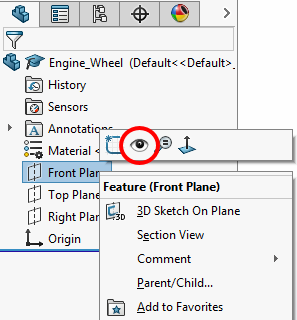 Engine_Wheel (Default<<Default>_
History
Sensors
Annotations
Material <
Front Plane
Top Plane
Right Plane
Origin
Feature (Front Plane)
3D Sketch On Plane
Section View
Comment
Parent/Child...
Add to Favorites